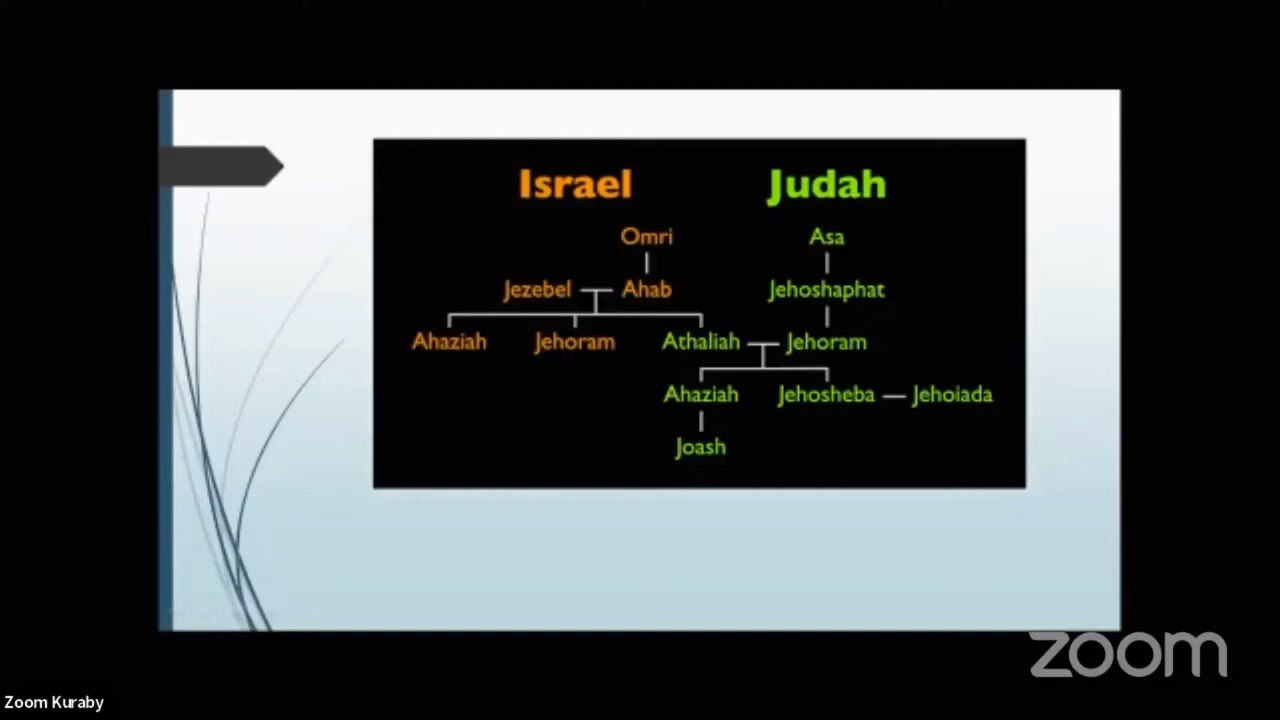 Israel Judah
Omri Asa
Jezebel Ahab Jehoshaphat
Ahaziah Jehoram Athaliah Jehoram
Ahaziah Jehosheba Jehoiada
Joash
zoom
Zoom Kuraby